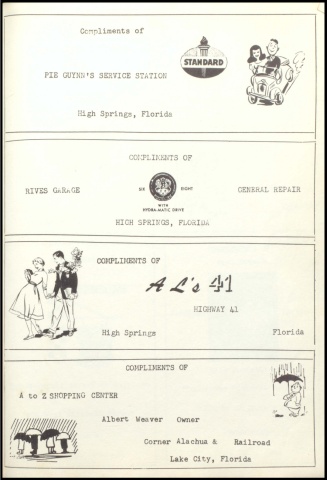 Compliments of
STANDARD
PIE GUYNN'S SERVICE STATION
High Springs, Florida
COMPLIMENTS OF
RIVES GARAGE
SIX EIGHT
GENERAL REPAIR
WITH
HYDRA-MATIC DRIVE
HIGH SPRINGS, FLORIDA
COMPLIMENTS OF
AL's 41
HIGHWAY 41
High Springs Florida
COMPLIMENTS OF
A to Z SHOPPING CENTER
Albert Weaver Owner
Corner Alachua & Railroad
Lake City, Florida